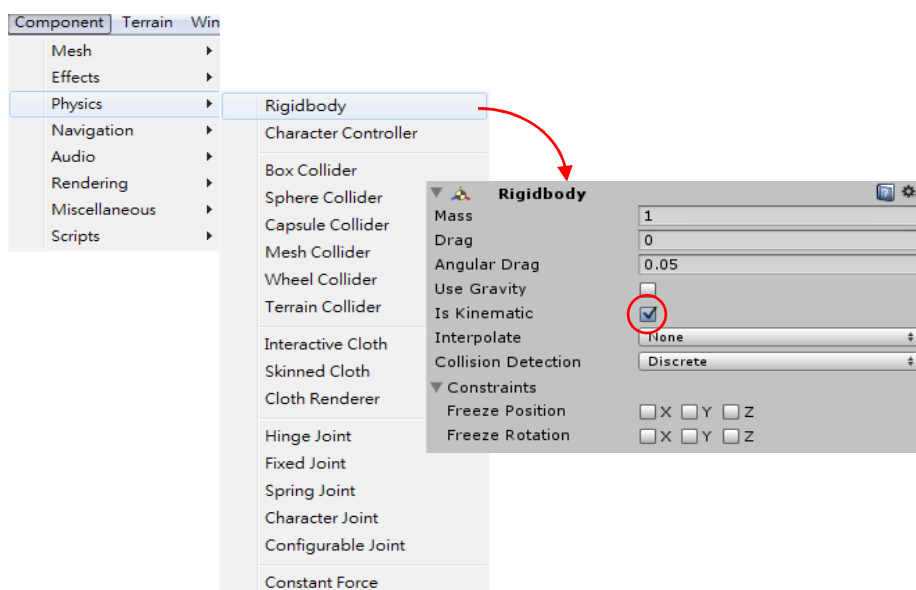 Component Terrain Win
Mesh
Effects
Physics
Navigation
Audio
Rendering
Miscellaneous
Scripts
Rigidbody
Character Controller
Box Collider
Sphere Collider
Capsule Collider
Mesh Collider
Wheel Collider
Terrain Collider
Interactive Cloth
Skinned Cloth
Cloth Renderer
Hinge Joint
Fixed Joint
Spring Joint
Character Joint
Configurable Joint
Constant Force
Rigidbody
Mass 1
Drag 0
Angular Drag 0.05
Use Gravity
Is Kinematic
Interpolate None
Collision Detection Discrete
Constraints
Freeze Position X Y Z
Freeze Rotation X Y Z